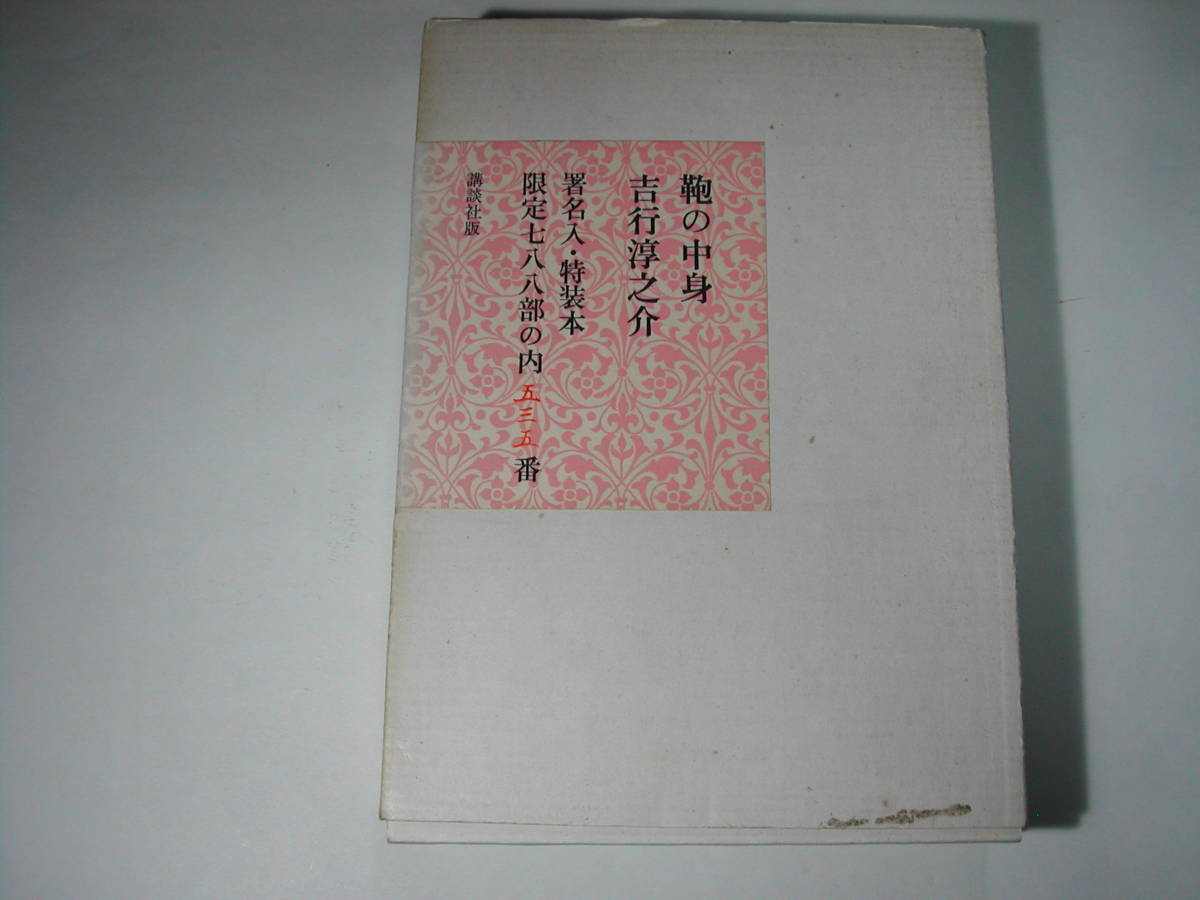 鞄の中身
吉行淳之介
署名入・特装本
限定七八八部の内 五三五 番
講談社版